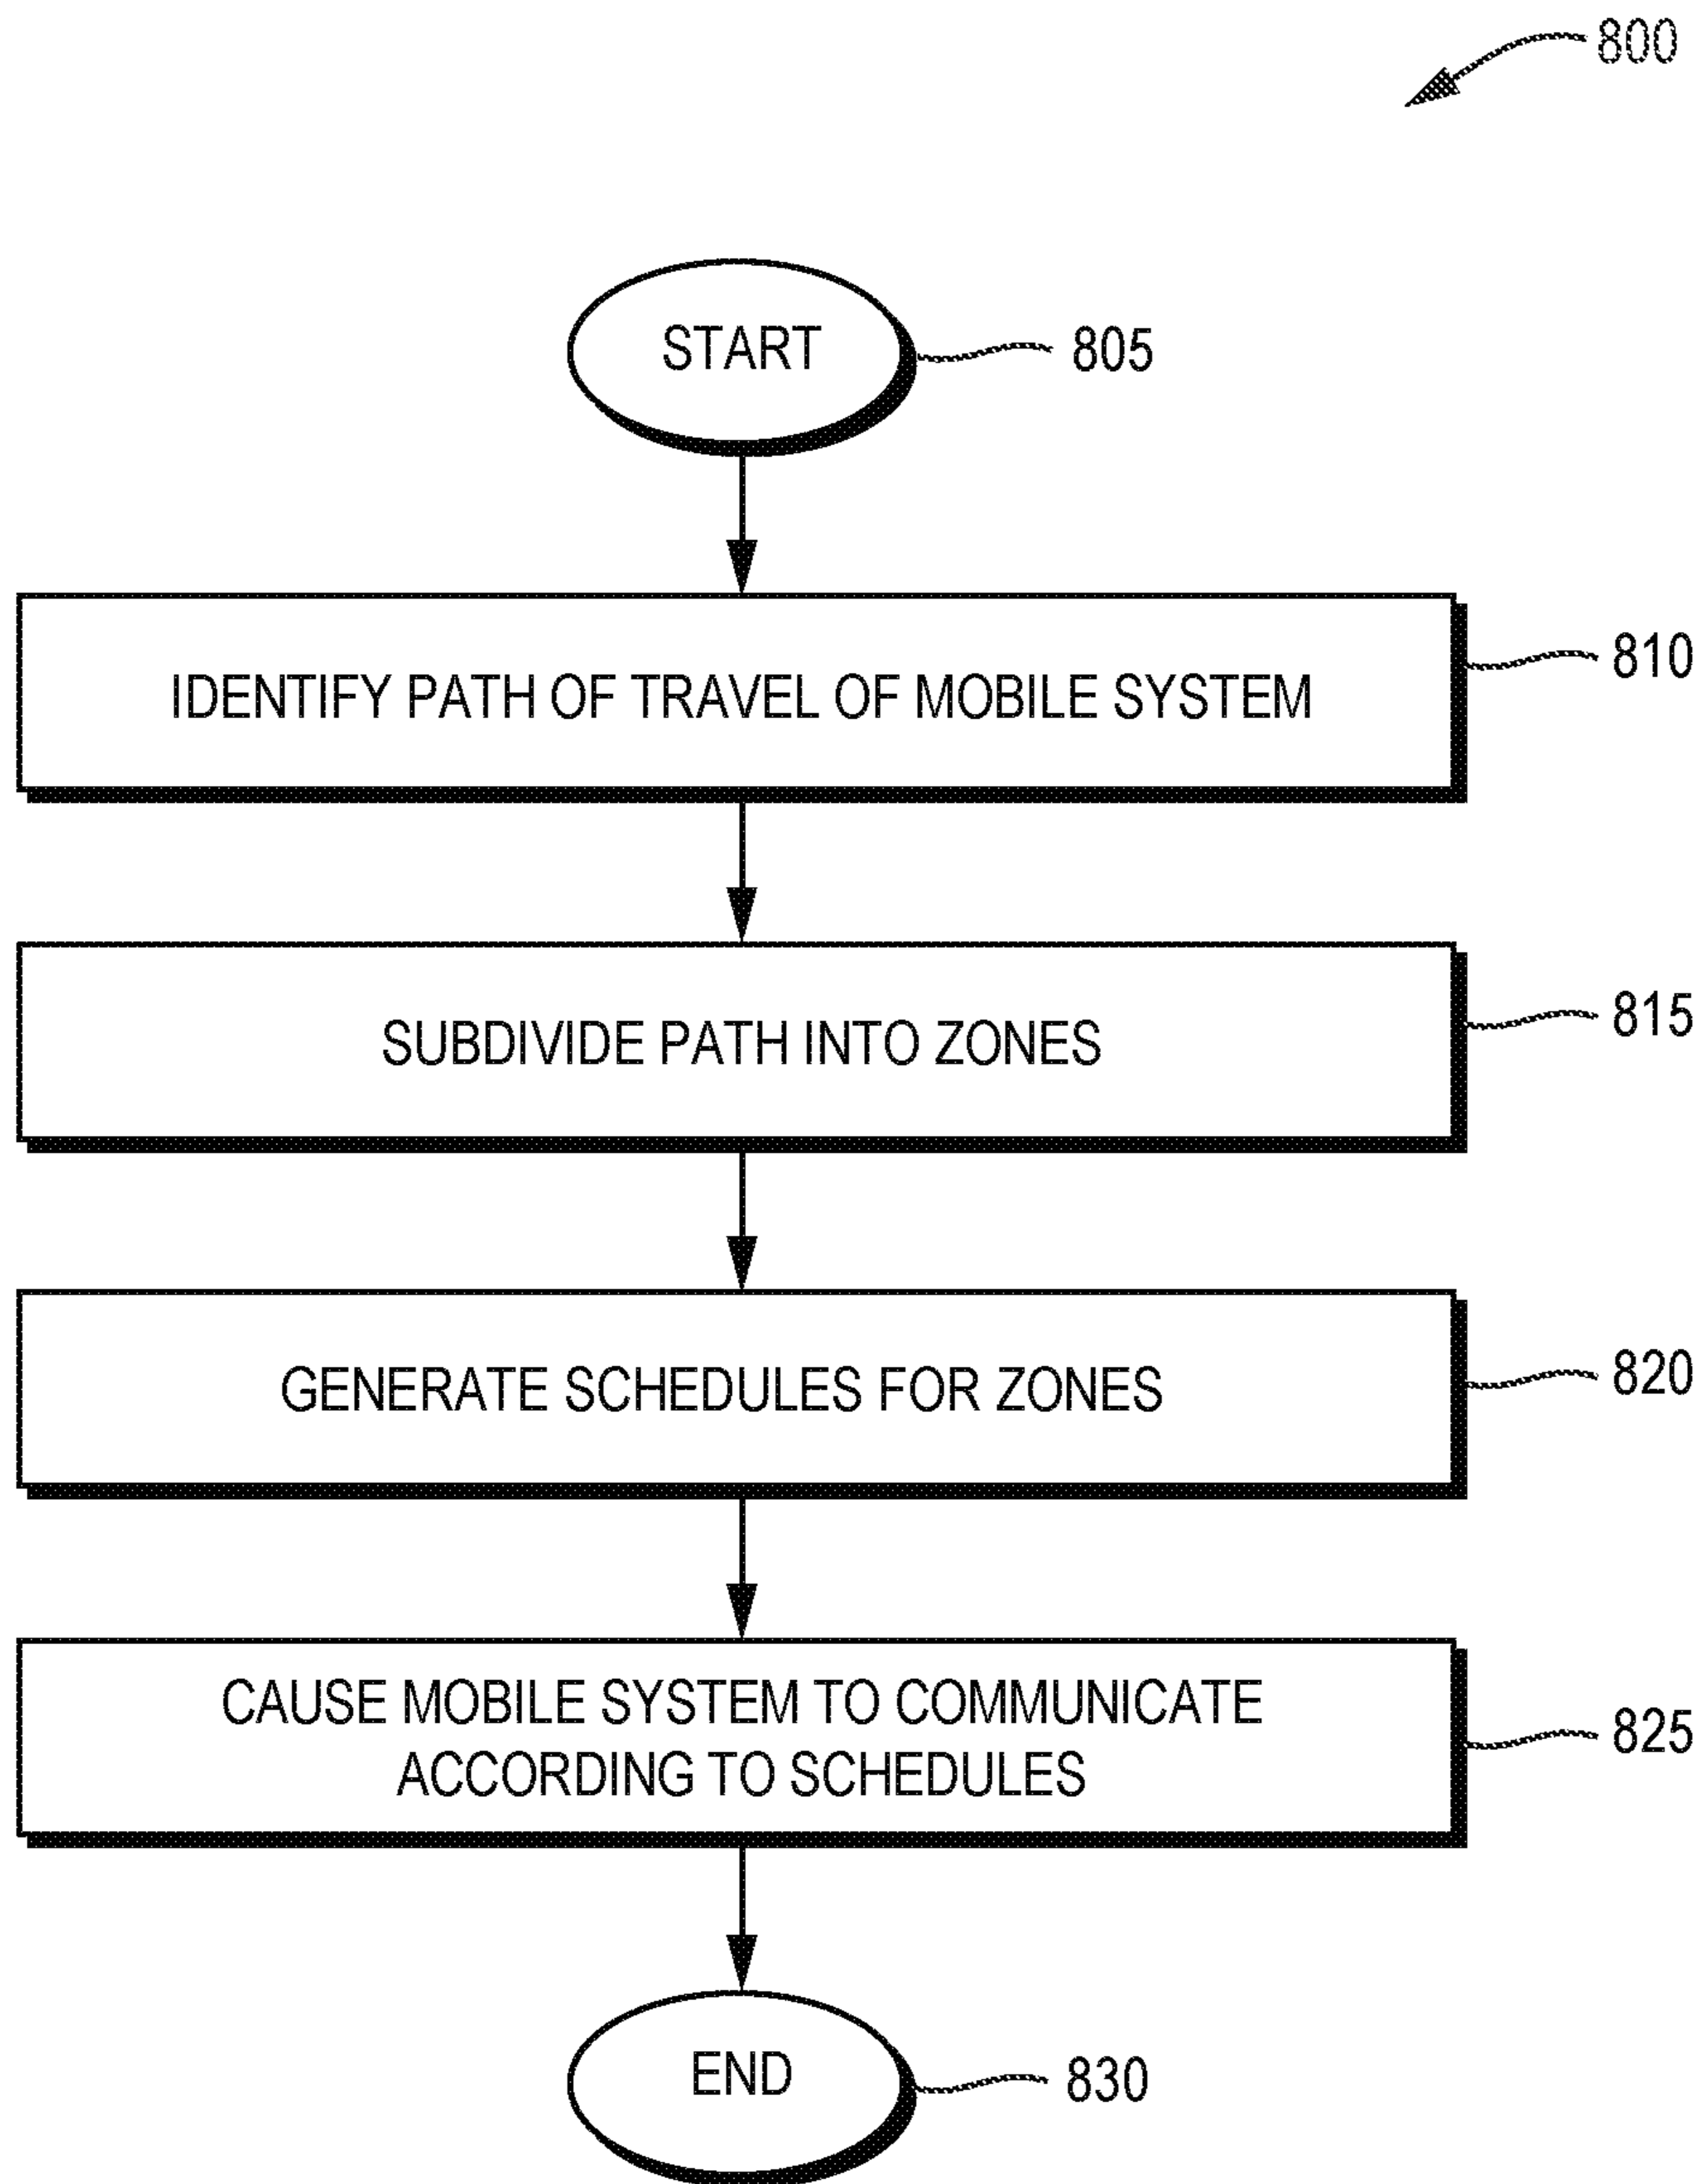 800
START
805
IDENTIFY PATH OF TRAVEL OF MOBILE SYSTEM
810
SUBDIVIDE PATH INTO ZONES
815
GENERATE SCHEDULES FOR ZONES
820
CAUSE MOBILE SYSTEM TO COMMUNICATE
ACCORDING TO SCHEDULES
825
END
830